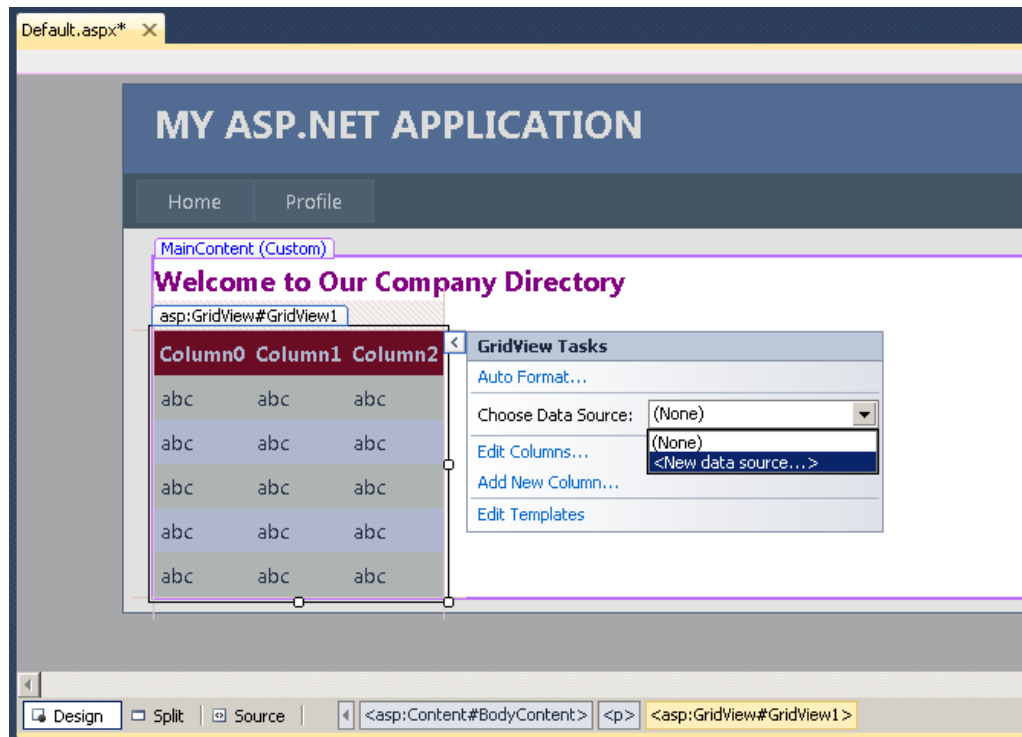 Default.aspx*
MY ASP.NET APPLICATION
Home Profile
MainContent (Custom)
Welcome to Our Company Directory
asp:GridView#GridView1
Column0 Column1 Column2
abc abc abc
abc abc abc
abc abc abc
abc abc abc
abc abc abc
GridView Tasks
Auto Format...
Choose Data Source: (None)
(None)
<New data source...>
Edit Columns...
Add New Column...
Edit Templates
Design Split Source <asp:Content#BodyContent> <p> <asp:GridView#GridView1>